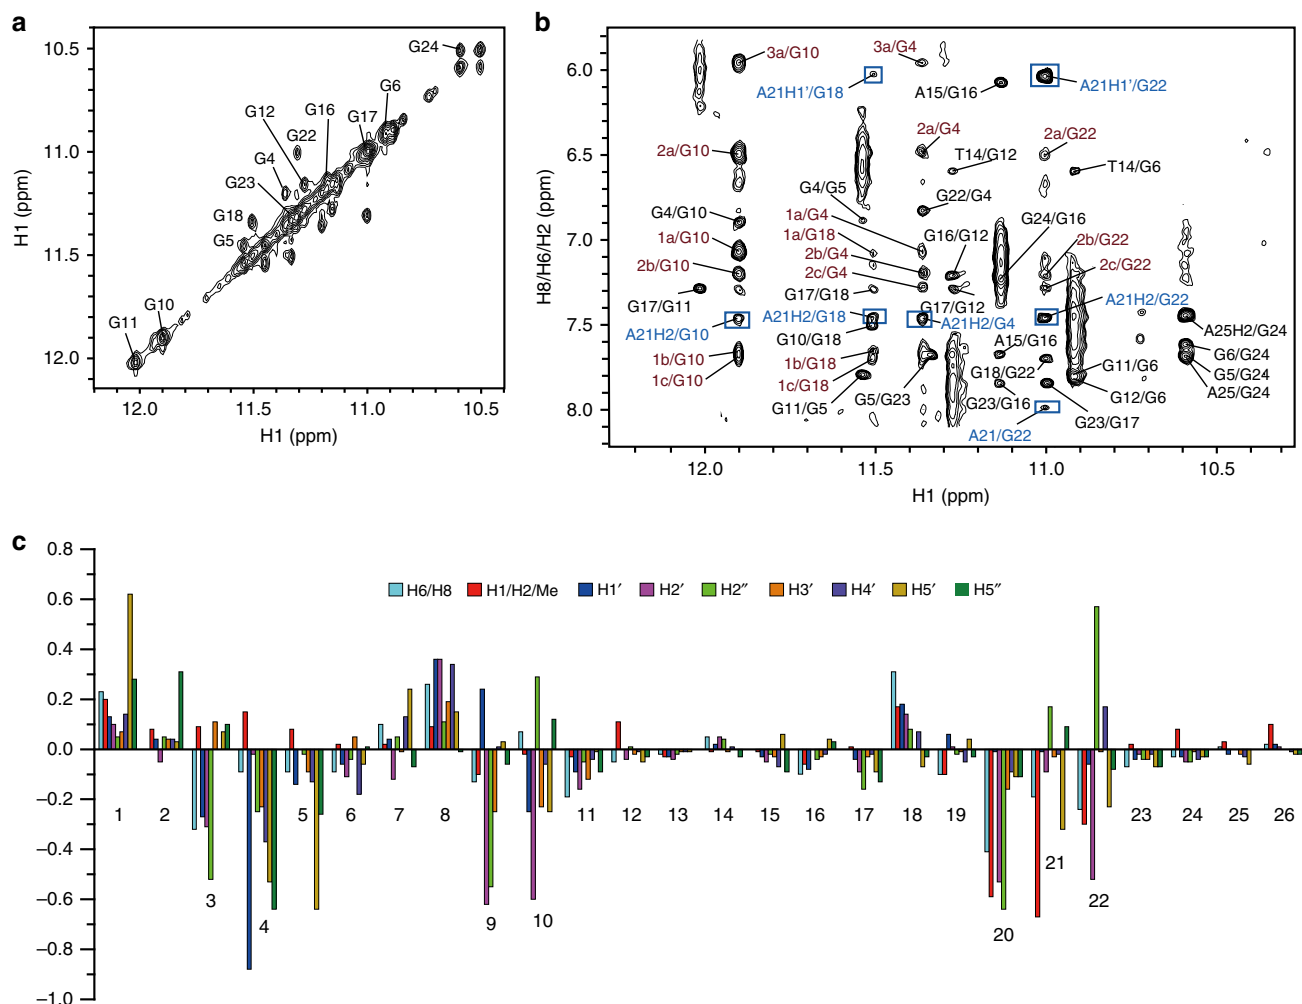 a
10.5
11.0
11.5
12.0
H1 (ppm)
12.0
11.5
11.0
10.5
H1 (ppm)
G24
G6
G16
G12
G17
G22
G4
G23
G18
G5
G10
G11
b
6.0
6.5
7.0
7.5
8.0
H8/H6/H2 (ppm)
12.0
11.5
11.0
10.5
H1 (ppm)
3a/G10
3a/G4
A21H1′/G18
A15/G16
A21H1′/G22
2a/G10
2a/G4
2a/G22
T14/G12
T14/G6
G4/G5
G22/G4
G4/G10
1a/G4
G24/G16
1a/G10
1a/G18
G16/G12
2b/G22
2b/G10
2b/G4
2c/G4
2c/G22
G17/G11
G17/G18
G17/G12
A21H2/G22
A21H2/G10
A21H2/G18
A21H2/G4
A25H2/G24
G10/G18
A15/G16
1b/G10
1b/G18
G18/G22
G11/G6
G6/G24
1c/G10
1c/G18
G5/G24
G11/G5
G5/G23
G23/G16
G12/G6
A25/G24
A21/G22
G23/G17
c
0.8
0.6
0.4
0.2
0.0
−0.2
−0.4
−0.6
−0.8
−1.0
H6/H8 H1/H2/Me H1′ H2′ H2″ H3′ H4′ H5′ H5″
1 2 3 4 5 6 7 8 9 10 11 12 13 14 15 16 17 18 19 20 21 22 23 24 25 26